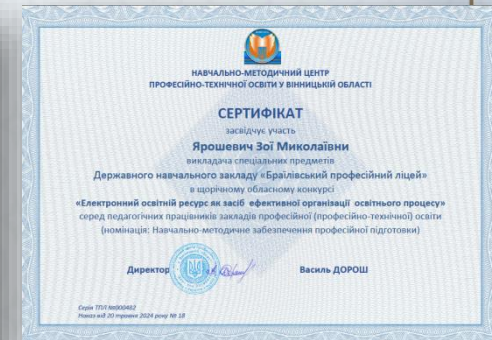 НАВЧАЛЬНО-МЕТОДИЧНИЙ ЦЕНТР
ПРОФЕСІЙНО-ТЕХНІЧНОЇ ОСВІТИ У ВІННИЦЬКІЙ ОБЛАСТІ
СЕРТИФІКАТ
засвідчує участь
Ярошевич Зої Миколаївни
викладача спеціальних предметів
Державного навчального закладу «Браїлівський професійний ліцей»
в щорічному обласному конкурсі
«Електронний освітній ресурс як засіб ефективної організації освітнього процесу»
серед педагогічних працівників закладів професійної (професійно-технічної) освіти
(номінація: Навчально-методичне забезпечення професійної підготовки)
Директор Василь ДОРОШ
Серія ТПЛ №000482
Наказ від 20 травня 2024 року № 18